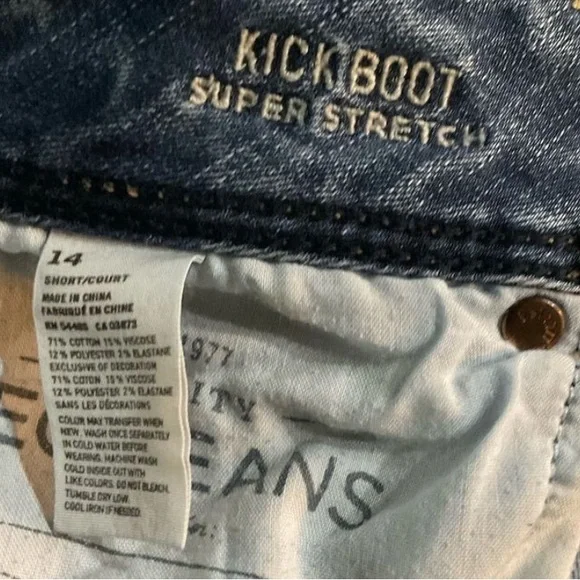 KICK BOOT
SUPER STRETCH
14
SHORT/COURT
MADE IN CHINA
FABRIQUÉ EN CHINE
RN 54485 CA 03673
71% COTTON 15% VISCOSE
12% POLYESTER 2% ELASTANE
EXCLUSIVE OF DECORATION
71% COTON 15% VISCOSE
12% POLYESTER 2% ELASTANE
SANS LES DÉCORATIONS
COLOR MAY TRANSFER WHEN
NEW. WASH ONCE SEPARATELY
IN COLD WATER BEFORE
WEARING. MACHINE WASH
COLD INSIDE OUT WITH
LIKE COLORS. DO NOT BLEACH.
TUMBLE DRY LOW.
COOL IRON IF NEEDED.
1977
ITY
EANS